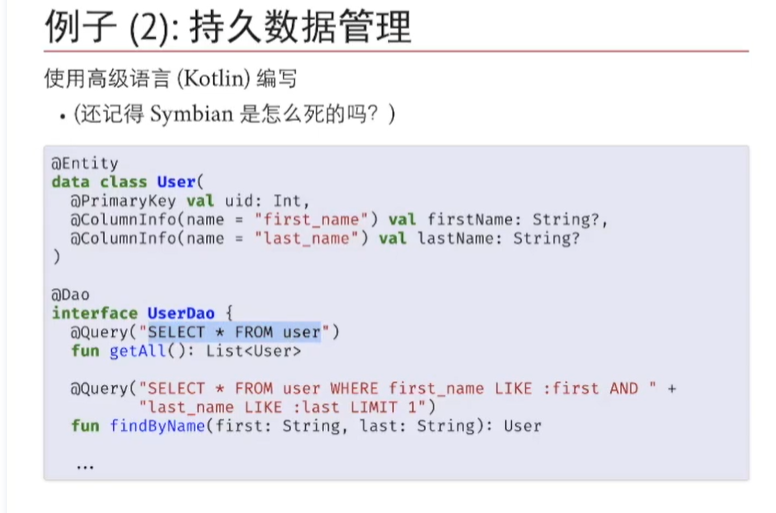 例子 (2): 持久数据管理
使用高级语言 (Kotlin) 编写
• (还记得 Symbian 是怎么死的吗？)
@Entity
data class User(
  @PrimaryKey val uid: Int,
  @ColumnInfo(name = "first_name") val firstName: String?,
  @ColumnInfo(name = "last_name") val lastName: String?
)
@Dao
interface UserDao {
  @Query("SELECT * FROM user")
  fun getAll(): List<User>
  @Query("SELECT * FROM user WHERE first_name LIKE :first AND " +
         "last_name LIKE :last LIMIT 1")
  fun findByName(first: String, last: String): User
  ...